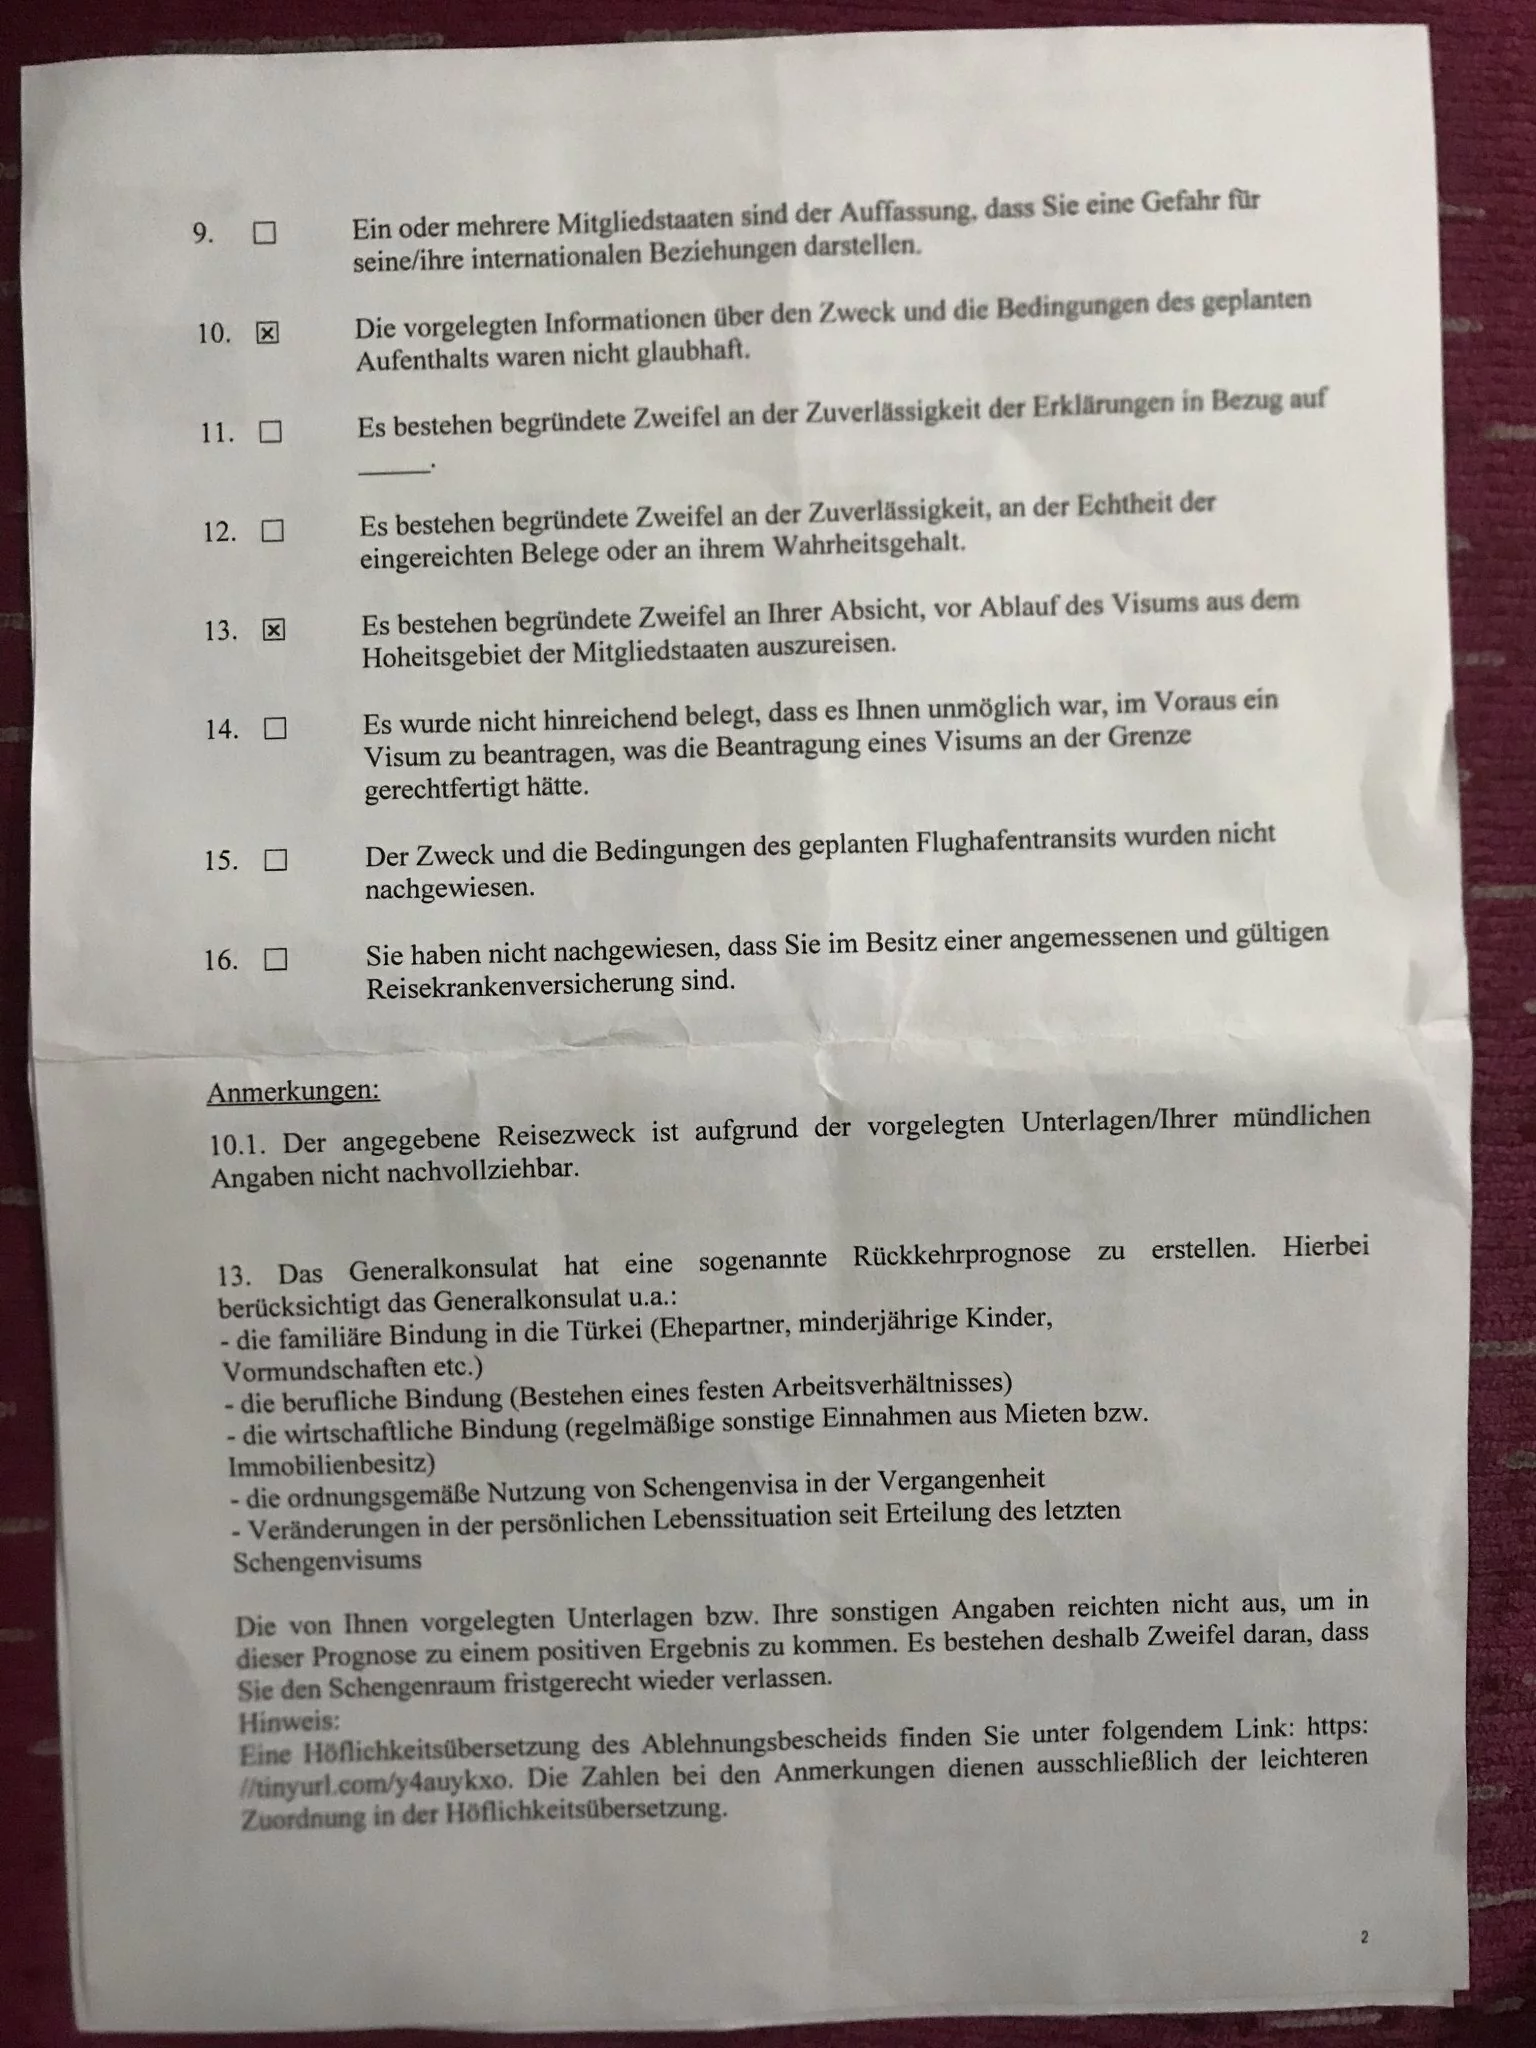 9. ☐ Ein oder mehrere Mitgliedstaaten sind der Auffassung, dass Sie eine Gefahr für
seine/ihre internationalen Beziehungen darstellen.
10. ☒ Die vorgelegten Informationen über den Zweck und die Bedingungen des geplanten
Aufenthalts waren nicht glaubhaft.
11. ☐ Es bestehen begründete Zweifel an der Zuverlässigkeit der Erklärungen in Bezug auf
_____.
12. ☐ Es bestehen begründete Zweifel an der Zuverlässigkeit, an der Echtheit der
eingereichten Belege oder an ihrem Wahrheitsgehalt.
13. ☒ Es bestehen begründete Zweifel an Ihrer Absicht, vor Ablauf des Visums aus dem
Hoheitsgebiet der Mitgliedstaaten auszureisen.
14. ☐ Es wurde nicht hinreichend belegt, dass es Ihnen unmöglich war, im Voraus ein
Visum zu beantragen, was die Beantragung eines Visums an der Grenze
gerechtfertigt hätte.
15. ☐ Der Zweck und die Bedingungen des geplanten Flughafentransits wurden nicht
nachgewiesen.
16. ☐ Sie haben nicht nachgewiesen, dass Sie im Besitz einer angemessenen und gültigen
Reisekrankenversicherung sind.
Anmerkungen:
10.1. Der angegebene Reisezweck ist aufgrund der vorgelegten Unterlagen/Ihrer mündlichen
Angaben nicht nachvollziehbar.
13. Das Generalkonsulat hat eine sogenannte Rückkehrprognose zu erstellen. Hierbei
berücksichtigt das Generalkonsulat u.a.:
- die familiäre Bindung in die Türkei (Ehepartner, minderjährige Kinder,
Vormundschaften etc.)
- die berufliche Bindung (Bestehen eines festen Arbeitsverhältnisses)
- die wirtschaftliche Bindung (regelmäßige sonstige Einnahmen aus Mieten bzw.
Immobilienbesitz)
- die ordnungsgemäße Nutzung von Schengenvisa in der Vergangenheit
- Veränderungen in der persönlichen Lebenssituation seit Erteilung des letzten
Schengenvisums
Die von Ihnen vorgelegten Unterlagen bzw. Ihre sonstigen Angaben reichten nicht aus, um in
dieser Prognose zu einem positiven Ergebnis zu kommen. Es bestehen deshalb Zweifel daran, dass
Sie den Schengenraum fristgerecht wieder verlassen.
Hinweis:
Eine Höflichkeitsübersetzung des Ablehnungsbescheids finden Sie unter folgendem Link: https:
//tinyurl.com/y4auykxo. Die Zahlen bei den Anmerkungen dienen ausschließlich der leichteren
Zuordnung in der Höflichkeitsübersetzung.
2